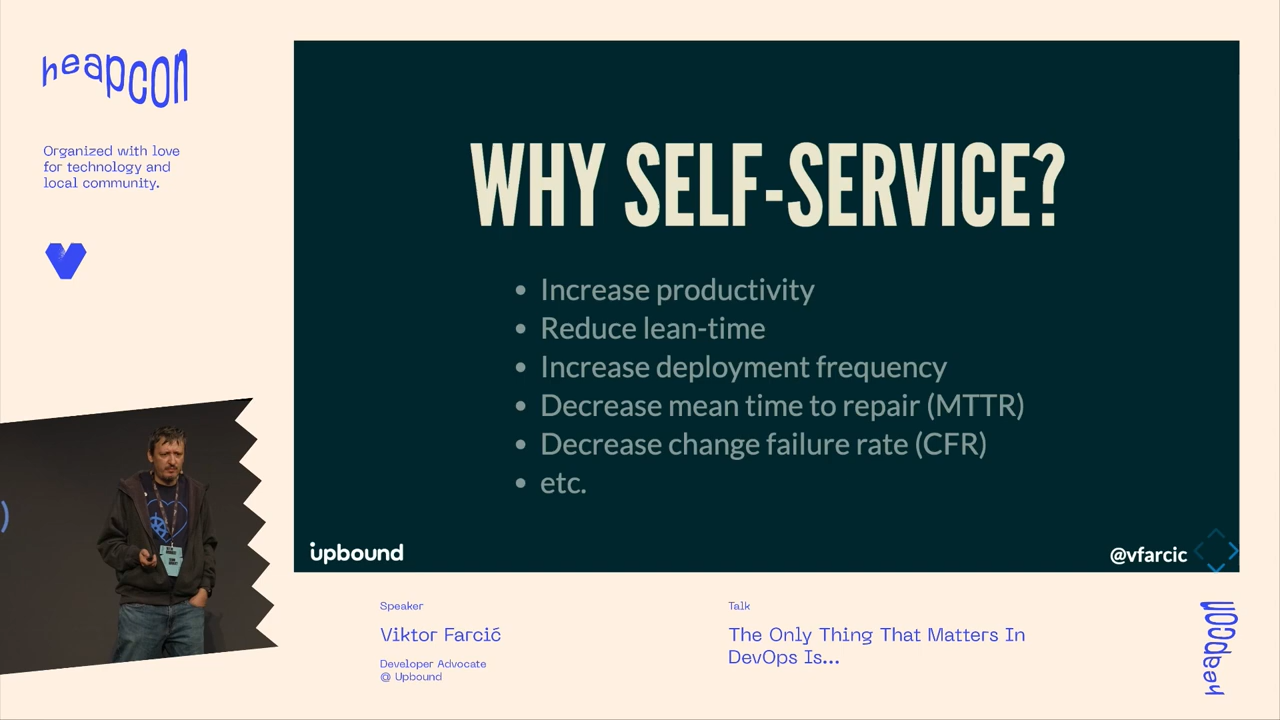 heapcon
Organized with love
for technology and
local community.
WHY SELF-SERVICE?
• Increase productivity
• Reduce lean-time
• Increase deployment frequency
• Decrease mean time to repair (MTTR)
• Decrease change failure rate (CFR)
• etc.
upbound
@vfarcic
Speaker
Viktor Farcić
Developer Advocate
@ Upbound
Talk
The Only Thing That Matters In
DevOps Is...
heapcon